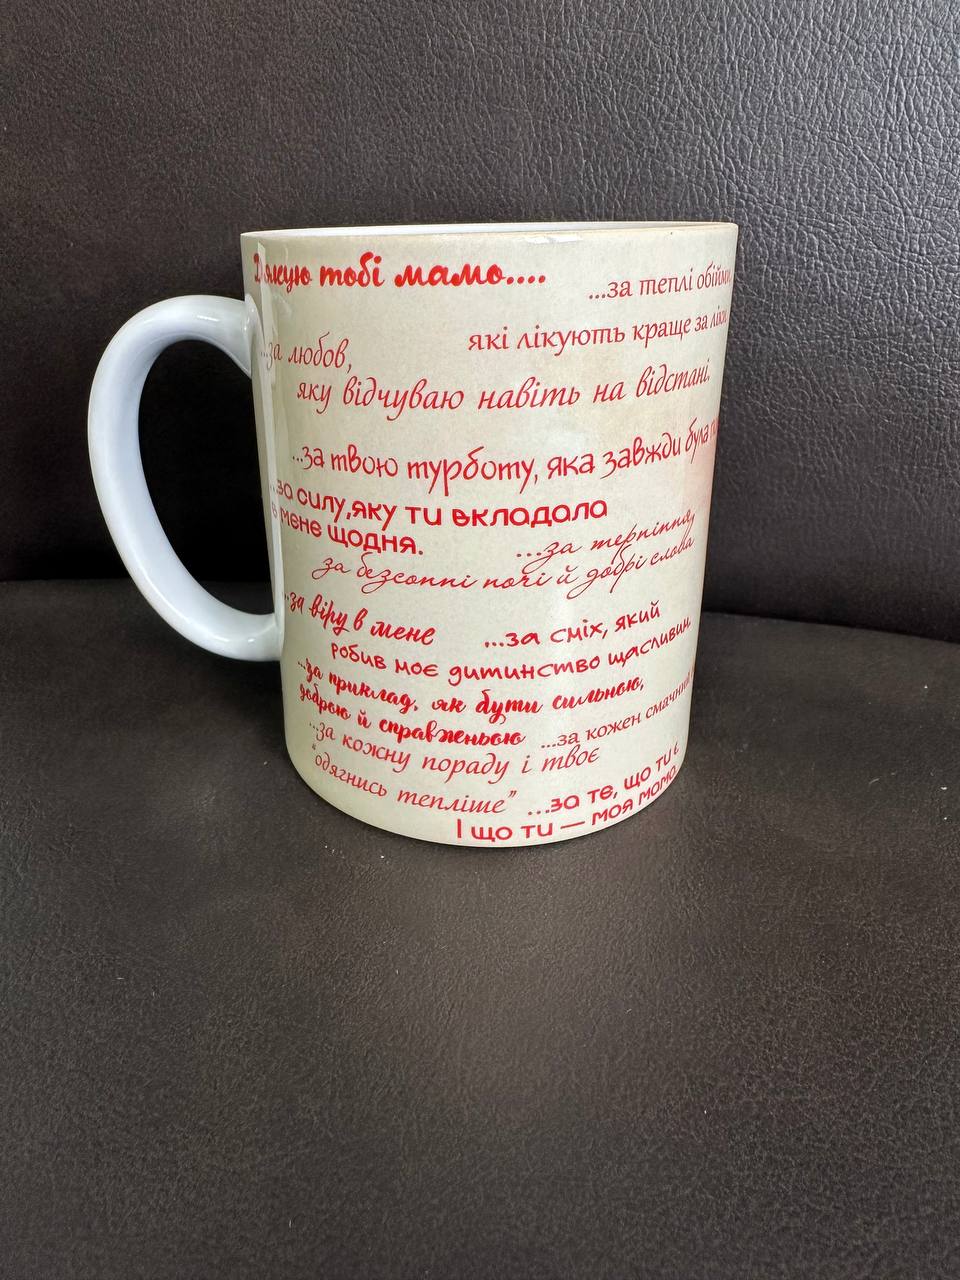 Дякую тобі мамо....
...за теплі обійми,
які лікують краще за ліки.
...за любов,
яку відчуваю навіть на відстані.
...за твою турботу, яка завжди була
...за силу,яку ти вкладала
в мене щодня.
...за терпіння,
за безсонні ночі й добрі слова
...за віру в мене
...за сміх, який
робив моє дитинство щасливим.
...за приклад, як бути сильною,
доброю й справжньою
...за кожен смачний
...за кожну пораду і твоє
"одягнись тепліше"
...за те, що ти є
І що ти — моя мама.